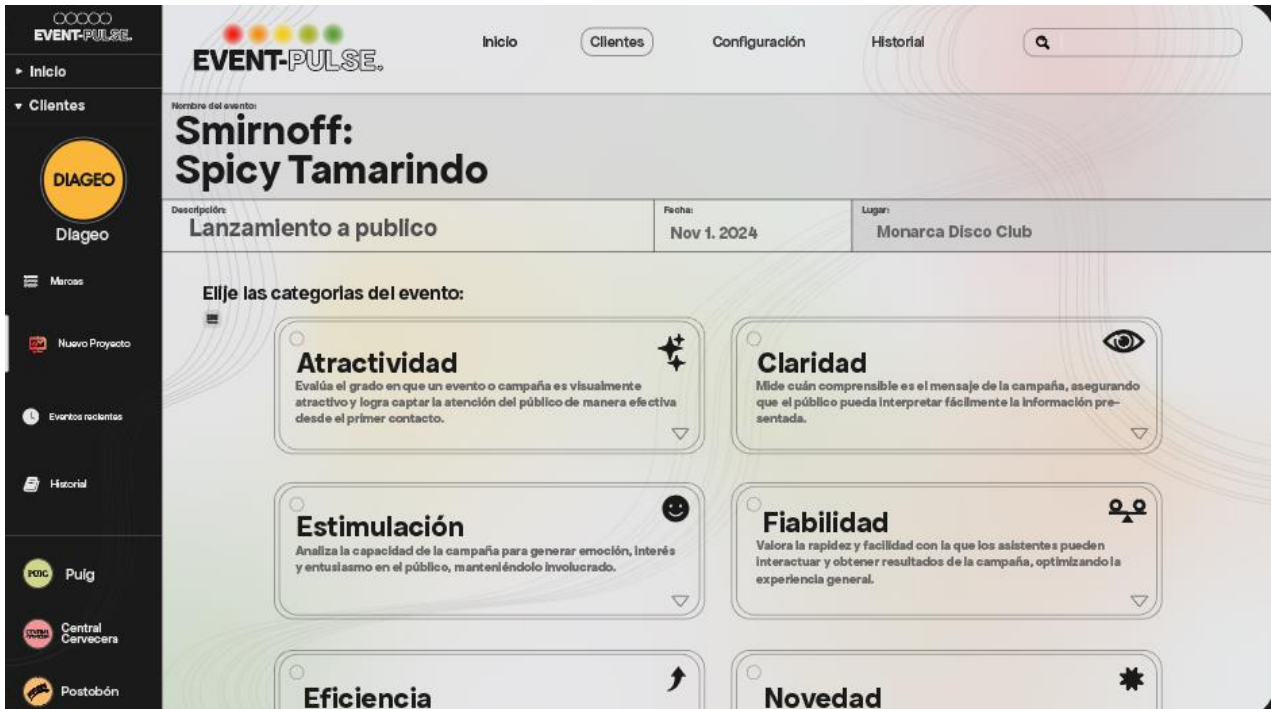 EVENT-PULSE.
Inicio
Clientes
DIAGEO
Diageo
Marcas
Nuevo Proyecto
Eventos recientes
Historial
PUIG
Puig
Central
Cervecera
Postobón
EVENT-PULSE.
Inicio
Clientes
Configuración
Historial
Nombre del evento:
Smirnoff:
Spicy Tamarindo
Descripción:
Lanzamiento a publico
Fecha:
Nov 1. 2024
Lugar:
Monarca Disco Club
Elije las categorias del evento:
Atractividad
Evalúa el grado en que un evento o campaña es visualmente
atractivo y logra captar la atención del público de manera efectiva
desde el primer contacto.
Claridad
Mide cuán comprensible es el mensaje de la campaña, asegurando
que el público pueda interpretar fácilmente la información pre-
sentada.
Estimulación
Analiza la capacidad de la campaña para generar emoción, interés
y entusiasmo en el público, manteniéndolo involucrado.
Fiabilidad
Valora la rapidez y facilidad con la que los asistentes pueden
interactuar y obtener resultados de la campaña, optimizando la
experiencia general.
Eficiencia
Novedad